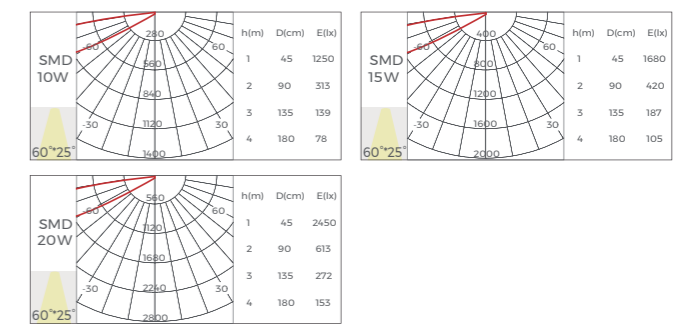 SMD
10W
60°*25°
-60
60
-30
30
280
560
840
1120
1400
h(m) D(cm) E(lx)
1 45 1250
2 90 313
3 135 139
4 180 78
SMD
15W
60°*25°
-60
60
-30
30
400
800
1200
1600
2000
h(m) D(cm) E(lx)
1 45 1680
2 90 420
3 135 187
4 180 105
SMD
20W
60°*25°
-60
60
-30
30
560
1120
1680
2240
2800
h(m) D(cm) E(lx)
1 45 2450
2 90 613
3 135 272
4 180 153